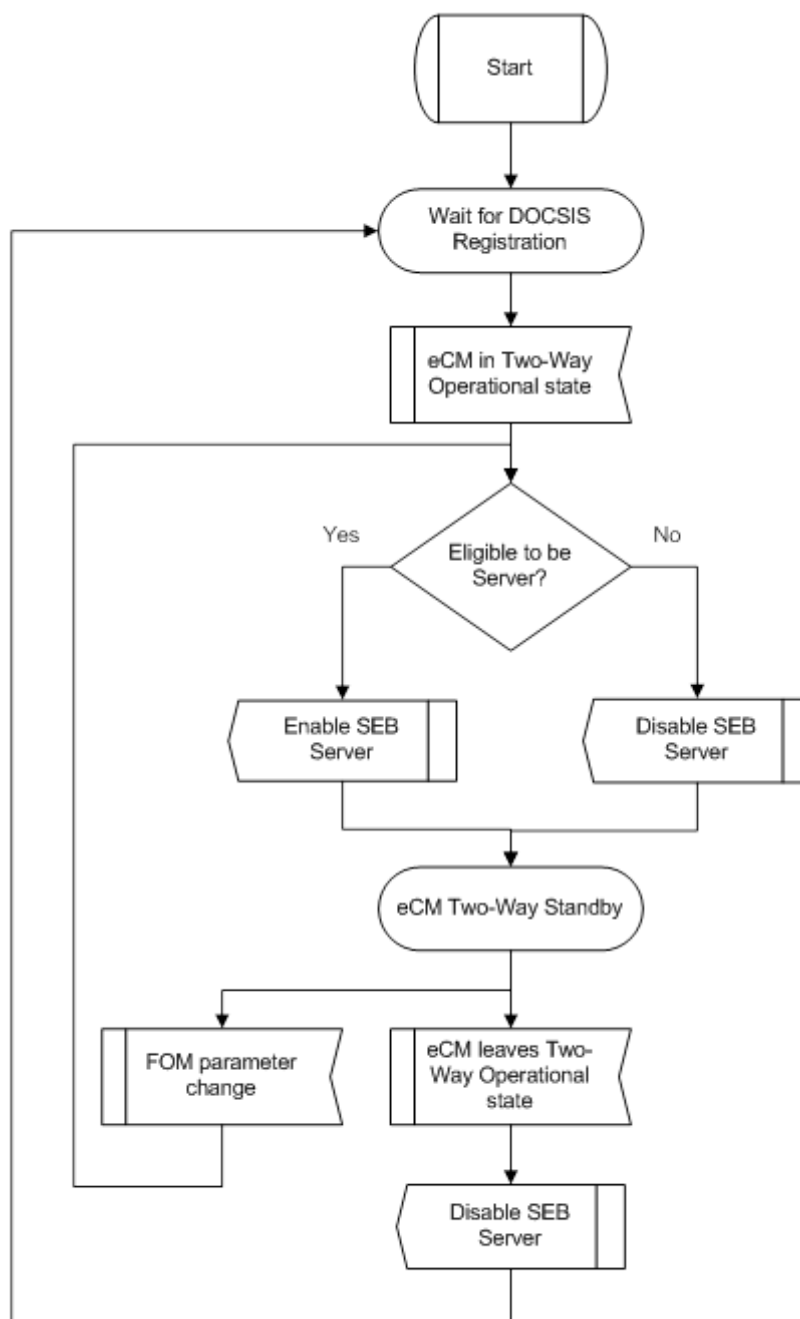 Start
Wait for DOCSIS
Registration
eCM in Two-Way
Operational state
Yes
No
Eligible to be
Server?
Enable SEB
Server
Disable SEB
Server
eCM Two-Way Standby
FOM parameter
change
eCM leaves Two-
Way Operational
state
Disable SEB
Server